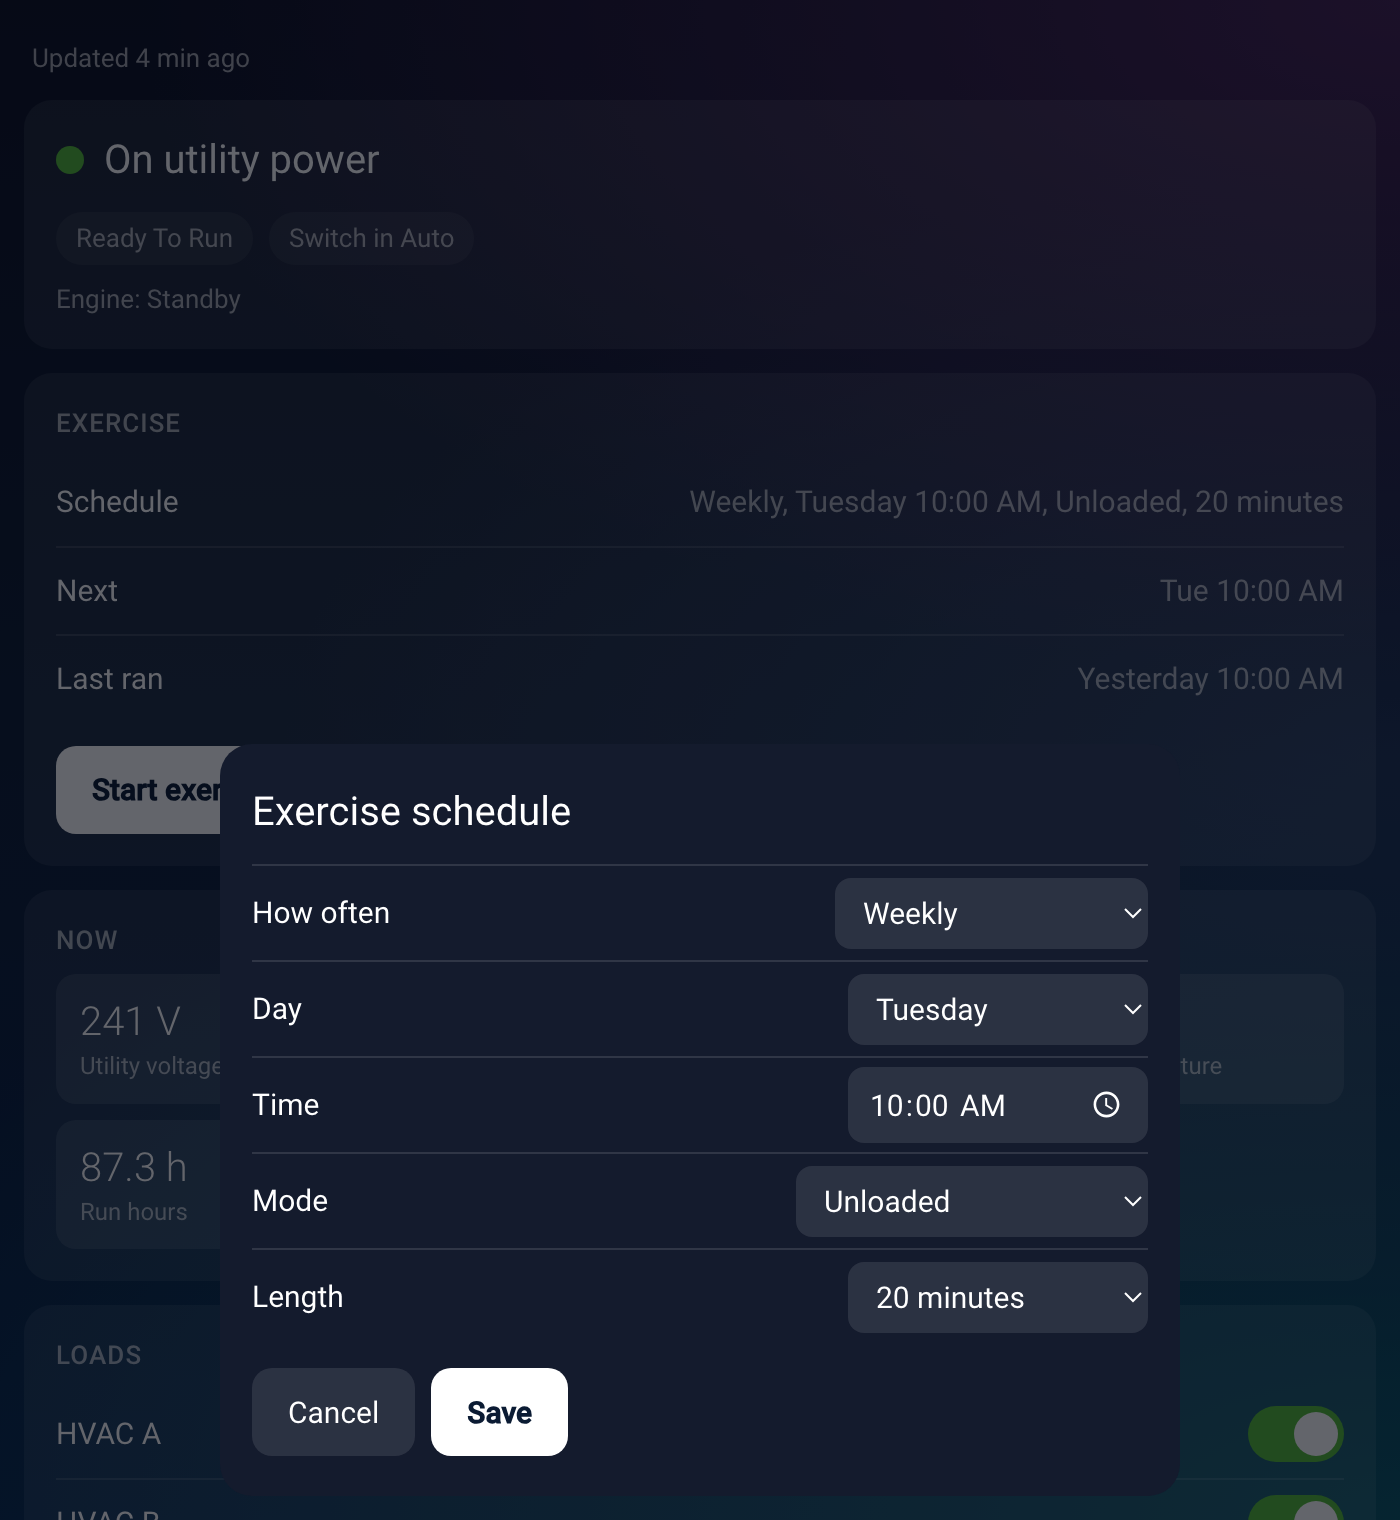 Updated 4 min ago
On utility power
Ready To Run
Switch in Auto
Engine: Standby
EXERCISE
Schedule
Weekly, Tuesday 10:00 AM, Unloaded, 20 minutes
Next
Tue 10:00 AM
Last ran
Yesterday 10:00 AM
Start exer
Exercise schedule
How often
Weekly
Day
Tuesday
Time
10:00 AM
Mode
Unloaded
Length
20 minutes
Cancel
Save
NOW
241 V
Utility voltage
ture
87.3 h
Run hours
LOADS
HVAC A
HVAC B